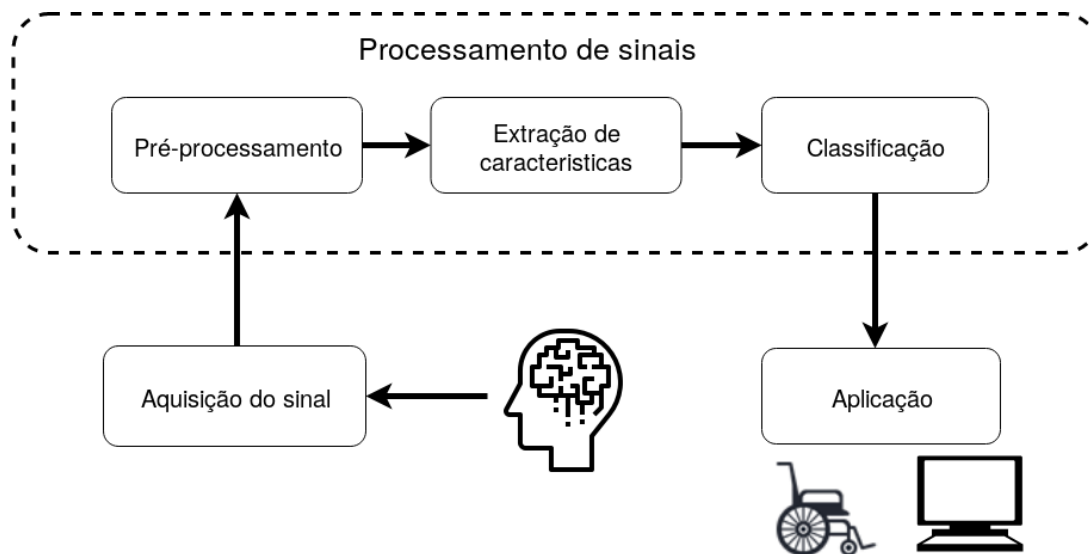 Processamento de sinais
Pré-processamento
Extração de
caracteristicas
Classificação
Aquisição do sinal
Aplicação